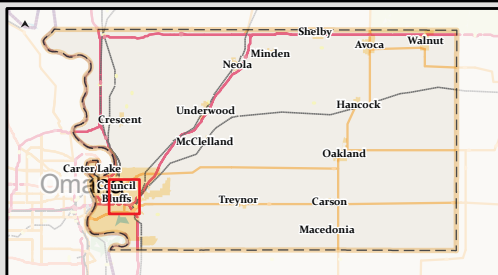 Shelby
Avoca
Walnut
Minden
Neola
Hancock
Underwood
Crescent
McClelland
Oakland
Carter Lake
Omaha
Council
Bluffs
Treynor
Carson
Macedonia